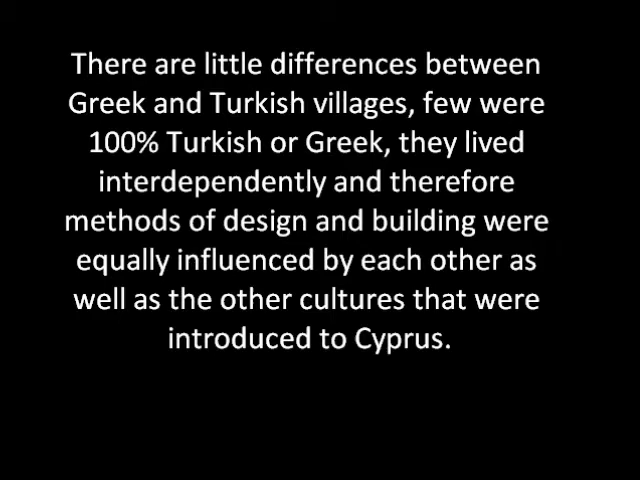 There are little differences between
Greek and Turkish villages, few were
100% Turkish or Greek, they lived
interdependently and therefore
methods of design and building were
equally influenced by each other as
well as the other cultures that were
introduced to Cyprus.